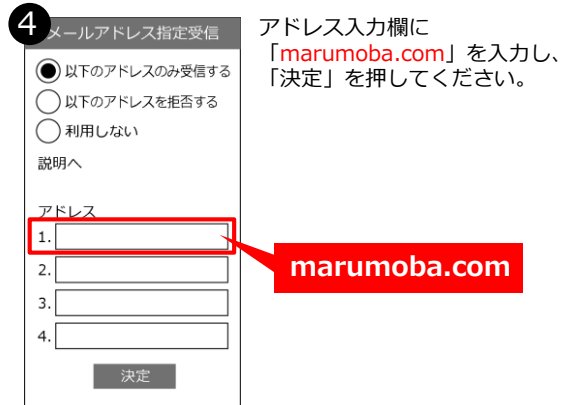 4
メールアドレス指定受信
以下のアドレスのみ受信する
以下のアドレスを拒否する
利用しない
説明へ
アドレス
1.
2.
3.
4.
決定
アドレス入力欄に
「marumoba.com」を入力し、
「決定」を押してください。
marumoba.com